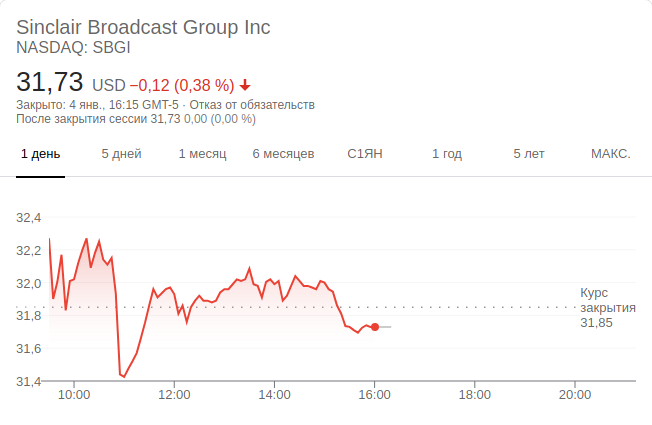 Sinclair Broadcast Group Inc
NASDAQ: SBGI
31,73 USD −0,12 (0,38 %)
Закрыто: 4 янв., 16:15 GMT-5 · Отказ от обязательств
После закрытия сессии 31,73 0,00 (0,00 %)
1 день 5 дней 1 месяц 6 месяцев С1ЯН 1 год 5 лет МАКС.
32,4
32,2
32,0
31,8
31,6
31,4
Курс
закрытия
31,85
10:00 12:00 14:00 16:00 18:00 20:00